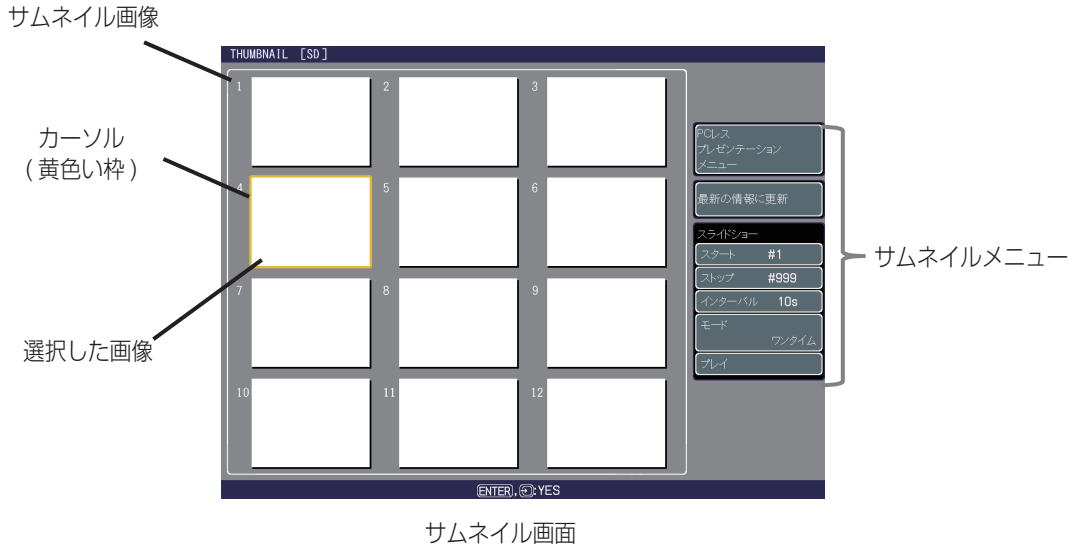 サムネイル画像
THUMBNAIL [SD]
1
2
3
カーソル
(黄色い枠)
4
5
6
選択した画像
7
8
9
10
11
12
PCレス
プレゼンテーション
メニュー
最新の情報に更新
スライドショー
スタート #1
ストップ #999
インターバル 10s
モード
ワンタイム
プレイ
サムネイルメニュー
ENTER, :YES
サムネイル画面